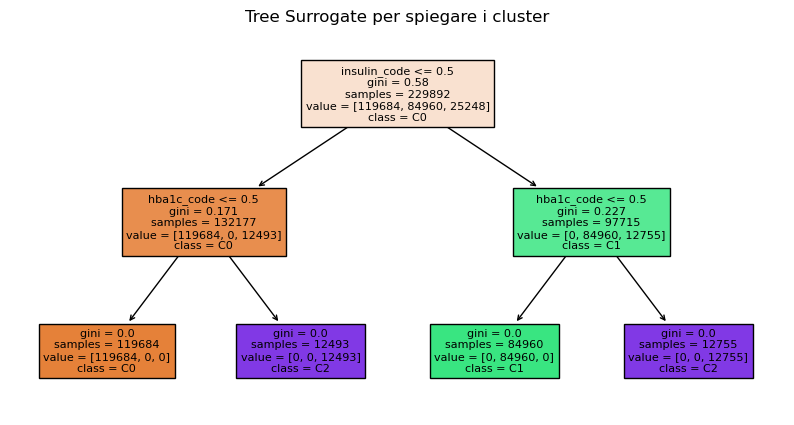 Tree Surrogate per spiegare i cluster
insulin_code <= 0.5
gini = 0.58
samples = 229892
value = [119684, 84960, 25248]
class = C0
hba1c_code <= 0.5
gini = 0.171
samples = 132177
value = [119684, 0, 12493]
class = C0
hba1c_code <= 0.5
gini = 0.227
samples = 97715
value = [0, 84960, 12755]
class = C1
gini = 0.0
samples = 119684
value = [119684, 0, 0]
class = C0
gini = 0.0
samples = 12493
value = [0, 0, 12493]
class = C2
gini = 0.0
samples = 84960
value = [0, 84960, 0]
class = C1
gini = 0.0
samples = 12755
value = [0, 0, 12755]
class = C2